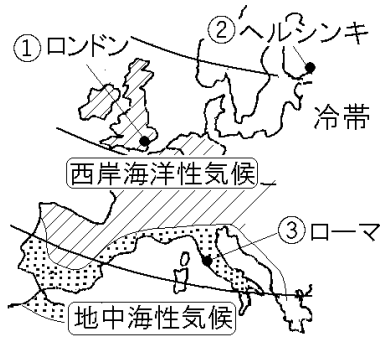 ①ロンドン
②ヘルシンキ
冷帯
西岸海洋性気候
③ローマ
地中海性気候